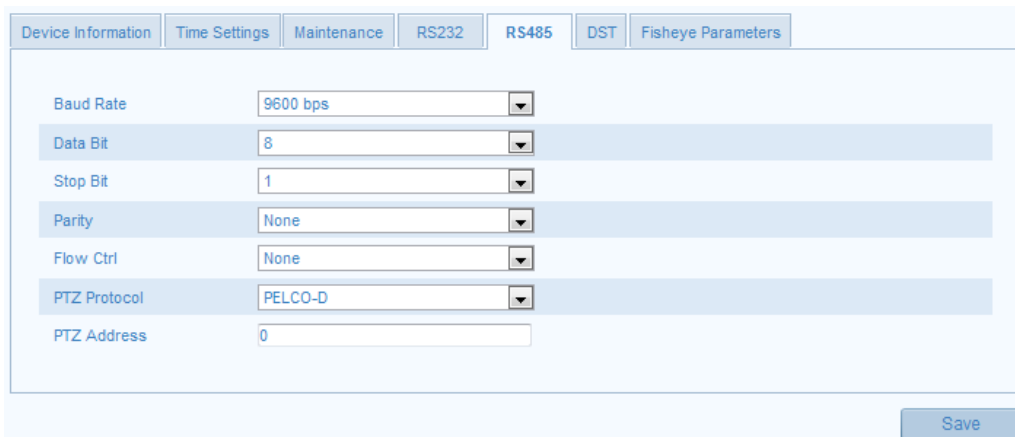 Device Information Time Settings Maintenance RS232 RS485 DST Fisheye Parameters
Baud Rate 9600 bps
Data Bit 8
Stop Bit 1
Parity None
Flow Ctrl None
PTZ Protocol PELCO-D
PTZ Address 0
Save